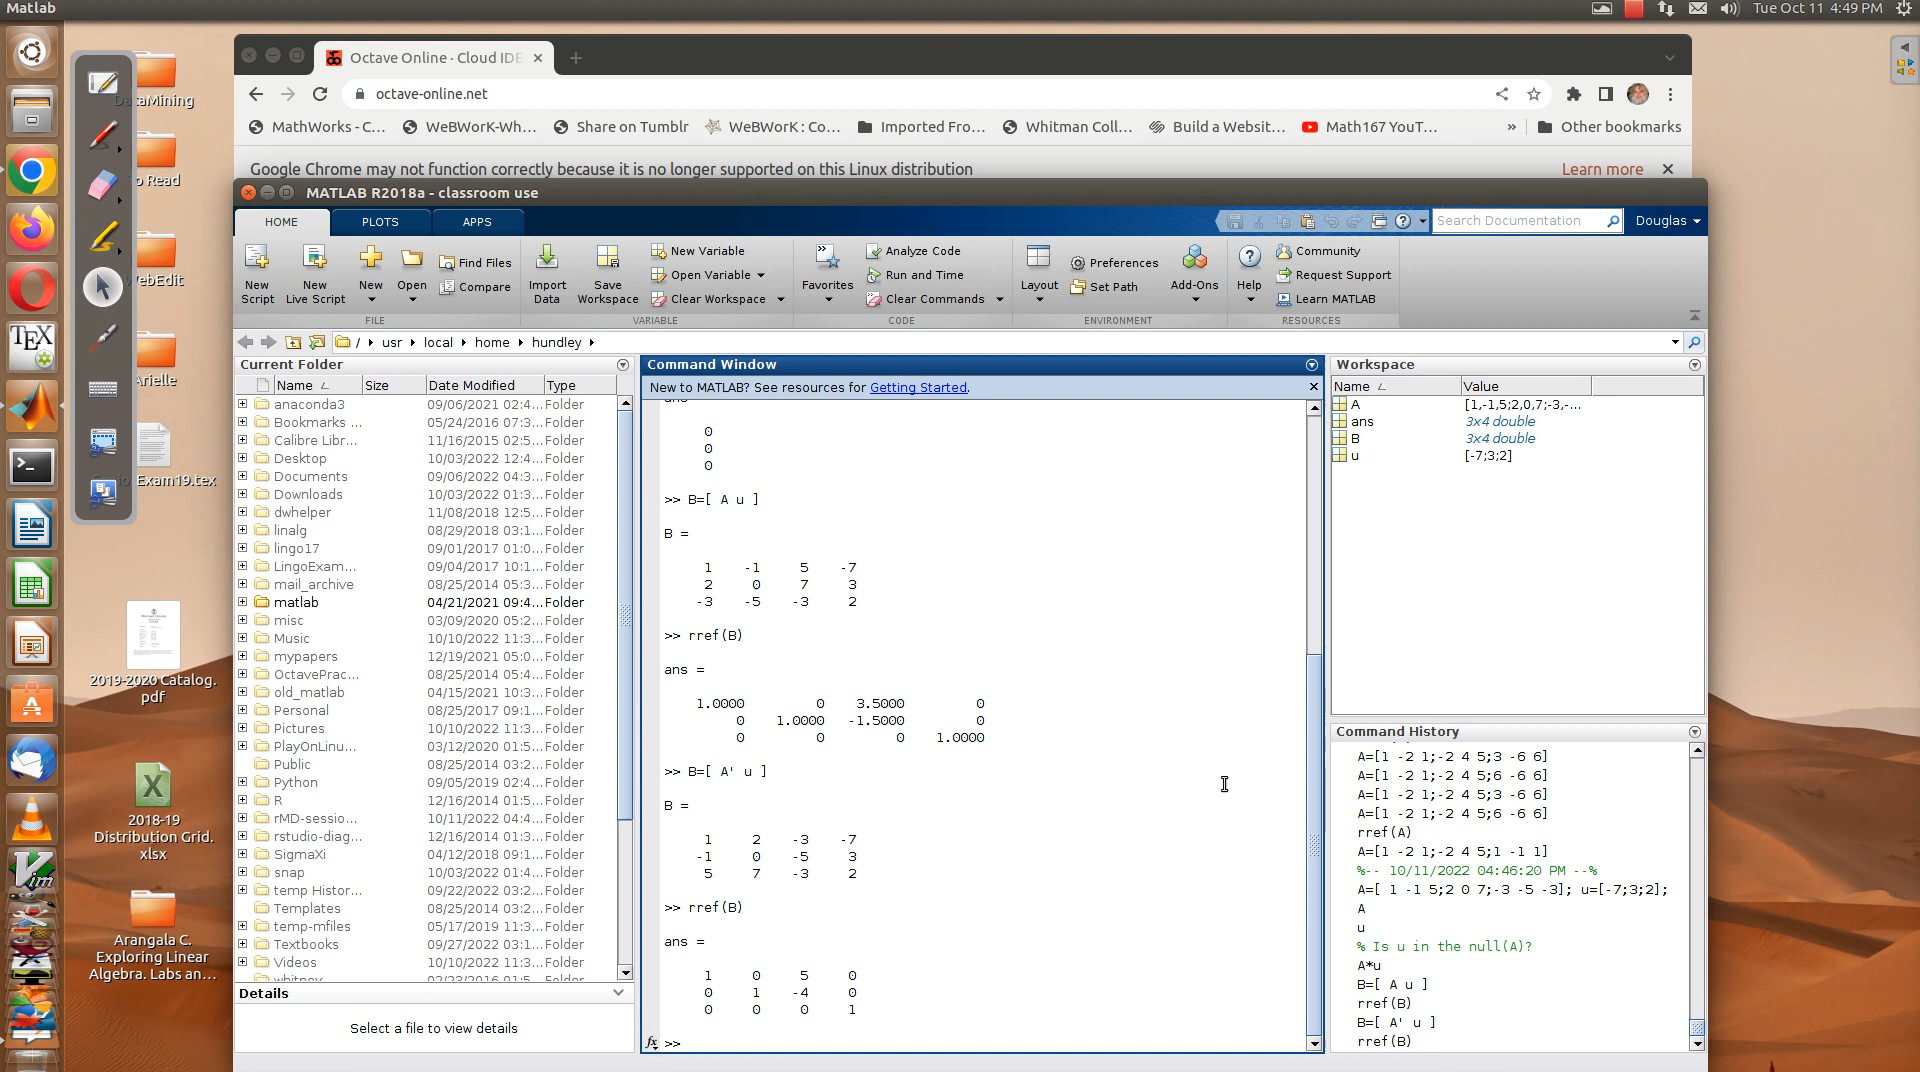 Matlab
Tue Oct 11 4:49 PM
Octave Online · Cloud IDE
octave-online.net
MathWorks - C...
WeBWorK-Wh...
Share on Tumblr
WeBWorK : Co...
Imported Fro...
Whitman Coll...
Build a Websit...
Math167 YouT...
»
Other bookmarks
Google Chrome may not function correctly because it is no longer supported on this Linux distribution
Learn more
MATLAB R2018a - classroom use
HOME
PLOTS
APPS
Search Documentation
Douglas
New Script
New Live Script
New
Open
Find Files
Compare
FILE
Import Data
Save Workspace
New Variable
Open Variable
Clear Workspace
VARIABLE
Favorites
Analyze Code
Run and Time
Clear Commands
CODE
Layout
Preferences
Set Path
Add-Ons
ENVIRONMENT
Help
Community
Request Support
Learn MATLAB
RESOURCES
/ usr local home hundley
Current Folder
Name Size Date Modified Type
anaconda3 09/06/2021 02:4... Folder
Bookmarks ... 05/24/2016 07:3... Folder
Calibre Libr... 11/16/2015 02:5... Folder
Desktop 10/03/2022 12:4... Folder
Documents 09/06/2022 04:3... Folder
Downloads 10/03/2022 01:3... Folder
dwhelper 11/08/2018 12:5... Folder
linalg 08/29/2018 03:1... Folder
lingo17 09/01/2017 01:0... Folder
LingoExam... 09/04/2017 10:1... Folder
mail_archive 08/25/2014 05:3... Folder
matlab 04/21/2021 09:4... Folder
misc 03/09/2020 05:2... Folder
Music 10/10/2022 11:3... Folder
mypapers 12/19/2021 05:0... Folder
OctavePrac... 08/25/2014 05:4... Folder
old_matlab 04/15/2021 10:3... Folder
Personal 08/25/2017 09:1... Folder
Pictures 10/10/2022 11:3... Folder
PlayOnLinu... 03/12/2020 01:5... Folder
Public 08/25/2014 03:2... Folder
Python 09/05/2019 02:4... Folder
R 12/16/2014 01:5... Folder
rMD-sessio... 10/11/2022 04:4... Folder
rstudio-diag... 12/16/2014 01:3... Folder
SigmaXi 04/12/2018 09:1... Folder
snap 10/03/2022 01:4... Folder
temp Histor... 09/22/2022 03:2... Folder
Templates 08/25/2014 03:2... Folder
temp-mfiles 05/17/2019 11:3... Folder
Textbooks 09/27/2022 03:1... Folder
Videos 10/10/2022 11:3... Folder
Details
Select a file to view details
Command Window
New to MATLAB? See resources for Getting Started.
0
0
0
>> B=[ A u ]
B =
1 -1 5 -7
2 0 7 3
-3 -5 -3 2
>> rref(B)
ans =
1.0000 0 3.5000 0
0 1.0000 -1.5000 0
0 0 0 1.0000
>> B=[ A' u ]
B =
1 2 -3 -7
-1 0 -5 3
5 7 -3 2
>> rref(B)
ans =
1 0 5 0
0 1 -4 0
0 0 0 1
fx >>
Workspace
Name Value
A [1,-1,5;2,0,7;-3,-...
ans 3x4 double
B 3x4 double
u [-7;3;2]
Command History
A=[1 -2 1;-2 4 5;3 -6 6]
A=[1 -2 1;-2 4 5;6 -6 6]
A=[1 -2 1;-2 4 5;3 -6 6]
A=[1 -2 1;-2 4 5;6 -6 6]
rref(A)
A=[1 -2 1;-2 4 5;1 -1 1]
%-- 10/11/2022 04:46:20 PM --%
A=[ 1 -1 5;2 0 7;-3 -5 -3]; u=[-7;3;2];
A
u
% Is u in the null(A)?
A*u
B=[ A u ]
rref(B)
B=[ A' u ]
rref(B)
Read
Exam19.tex
2019-2020 Catalog.
pdf
2018-19
Distribution Grid.
xlsx
Arangala C.
Exploring Linear
Algebra. Labs an...
TEX
Vim